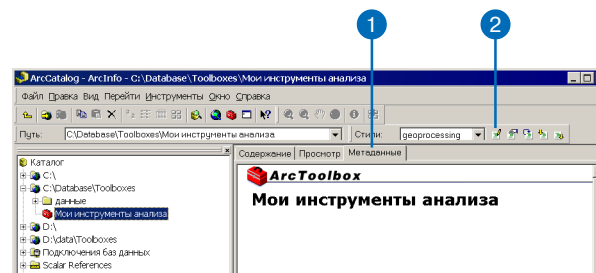 1 2
ArcCatalog - ArcInfo - C:\Database\Toolboxes\Мои инструменты анализа
Файл Правка Вид Перейти Инструменты Окно Справка
Путь: C:\Database\Toolboxes\Мои инструменты анализа Стили: geoprocessing
Содержание Просмотр Метаданные
Каталог
C:\
C:\Database\Toolboxes
данные
Мои инструменты анализа
D:\
D:\data\Toolboxes
Подключения баз данных
Scalar References
ArcToolbox
Мои инструменты анализа